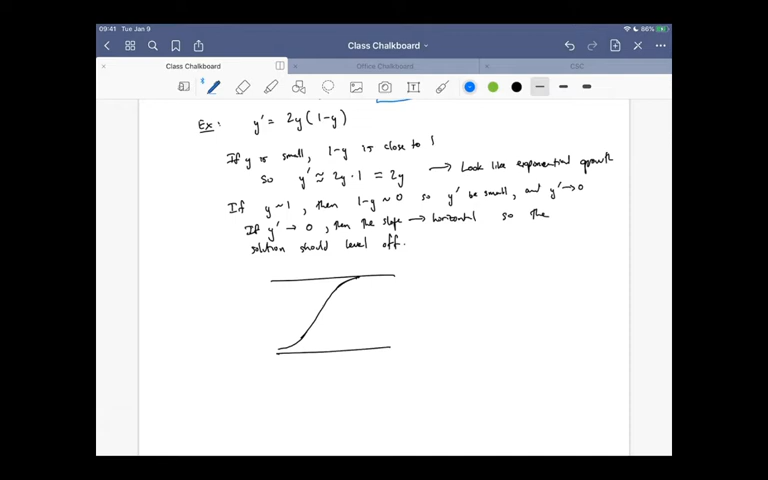 09:41 Tue Jan 9
86%
Class Chalkboard
Class Chalkboard
Office Chalkboard
CSC
Ex: y' = 2y(1-y)
If y is small, 1-y is close to 1
So y' ≈ 2y·1 = 2y → Look like exponential growth
If y ~ 1, then 1-y ~ 0 so y' be small, and y' → 0
If y' → 0, then the slope → horizontal so the
solution should level off.